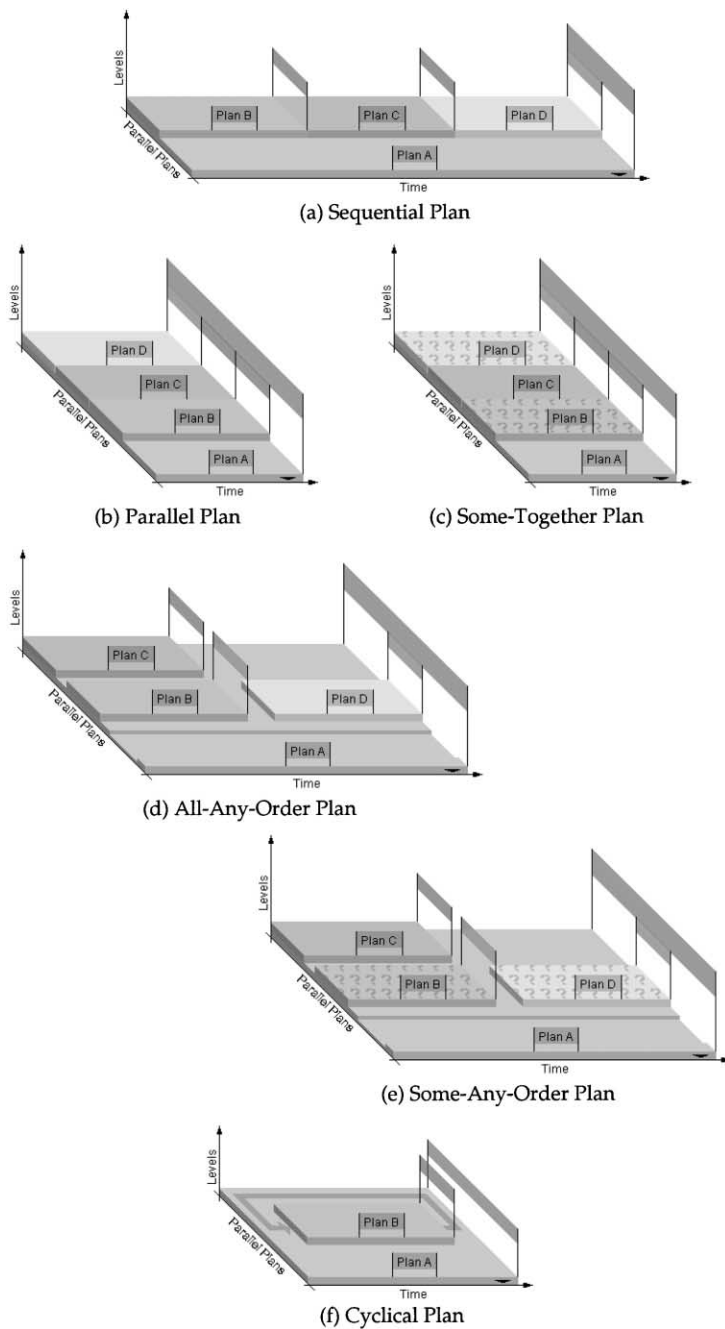 Levels
Plan B
Plan C
Plan D
Plan A
Parallel Plans
Time
(a) Sequential Plan
Levels
Plan D
Plan C
Plan B
Plan A
Parallel Plans
Time
(b) Parallel Plan
Levels
Plan D
Plan C
Plan B
Plan A
Parallel Plans
Time
(c) Some-Together Plan
Levels
Plan C
Plan B
Plan D
Plan A
Parallel Plans
Time
(d) All-Any-Order Plan
Levels
Plan C
Plan B
Plan D
Plan A
Parallel Plans
Time
(e) Some-Any-Order Plan
Levels
Plan B
Plan A
Parallel Plans
Time
(f) Cyclical Plan